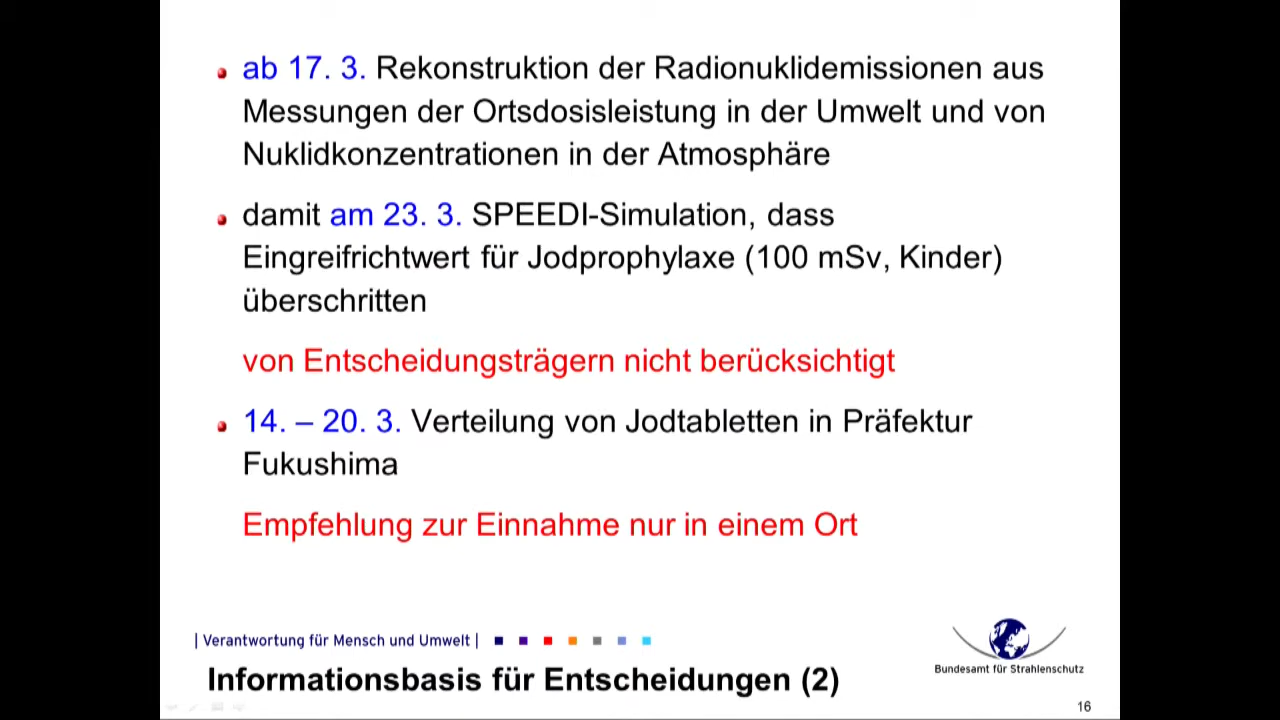 ab 17. 3. Rekonstruktion der Radionuklidemissionen aus
Messungen der Ortsdosisleistung in der Umwelt und von
Nuklidkonzentrationen in der Atmosphäre
damit am 23. 3. SPEEDI-Simulation, dass
Eingreifrichtwert für Jodprophylaxe (100 mSv, Kinder)
überschritten
von Entscheidungsträgern nicht berücksichtigt
14. – 20. 3. Verteilung von Jodtabletten in Präfektur
Fukushima
Empfehlung zur Einnahme nur in einem Ort
| Verantwortung für Mensch und Umwelt |
Bundesamt für Strahlenschutz
Informationsbasis für Entscheidungen (2)
16